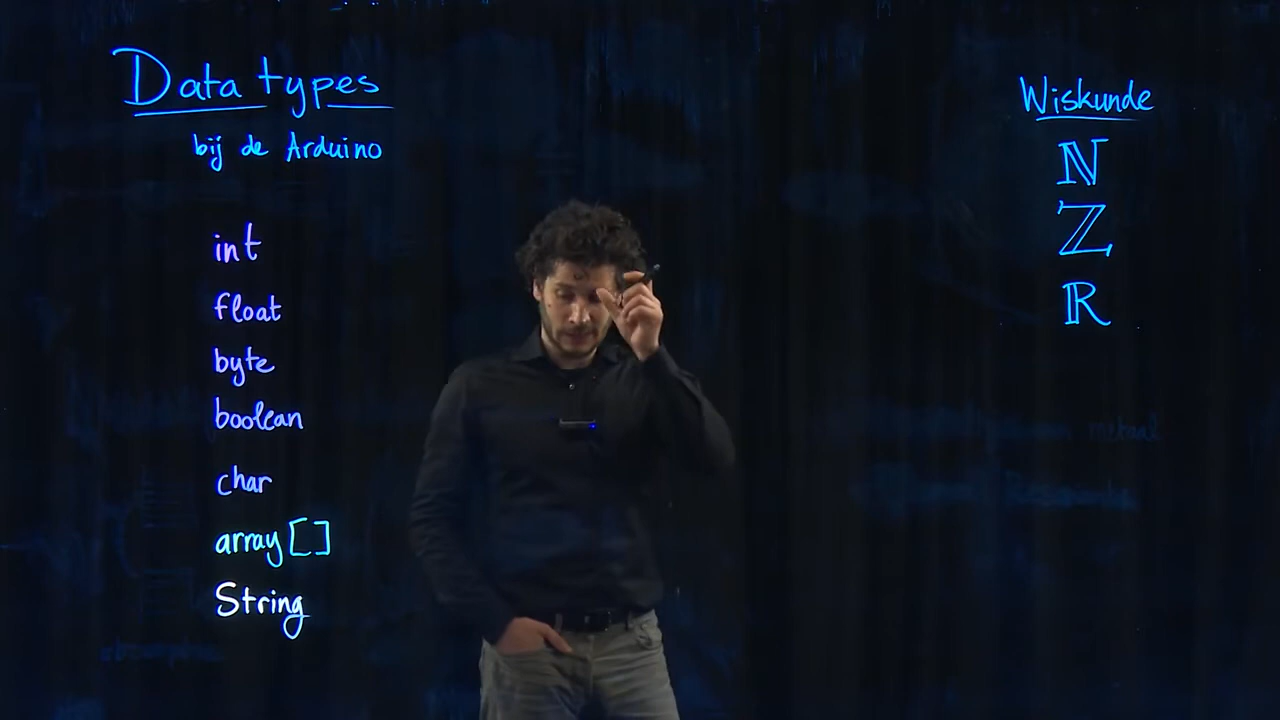 Data types
bij de Arduino
int
float
byte
boolean
char
array[]
String
Wiskunde
ℕ
ℤ
ℝ